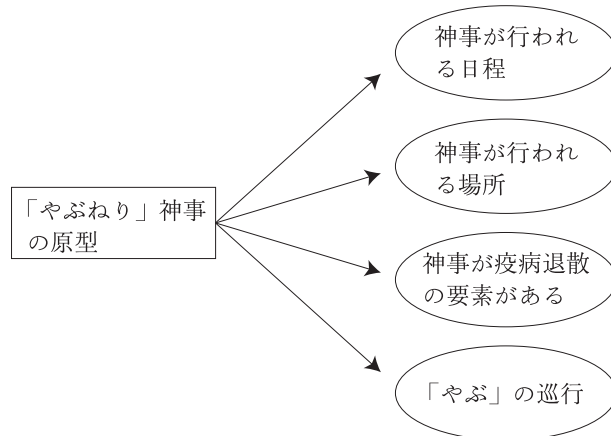 「やぶねり」神事
の原型
神事が行われ
る日程
神事が行われ
る場所
神事が疫病退散
の要素がある
「やぶ」の巡行